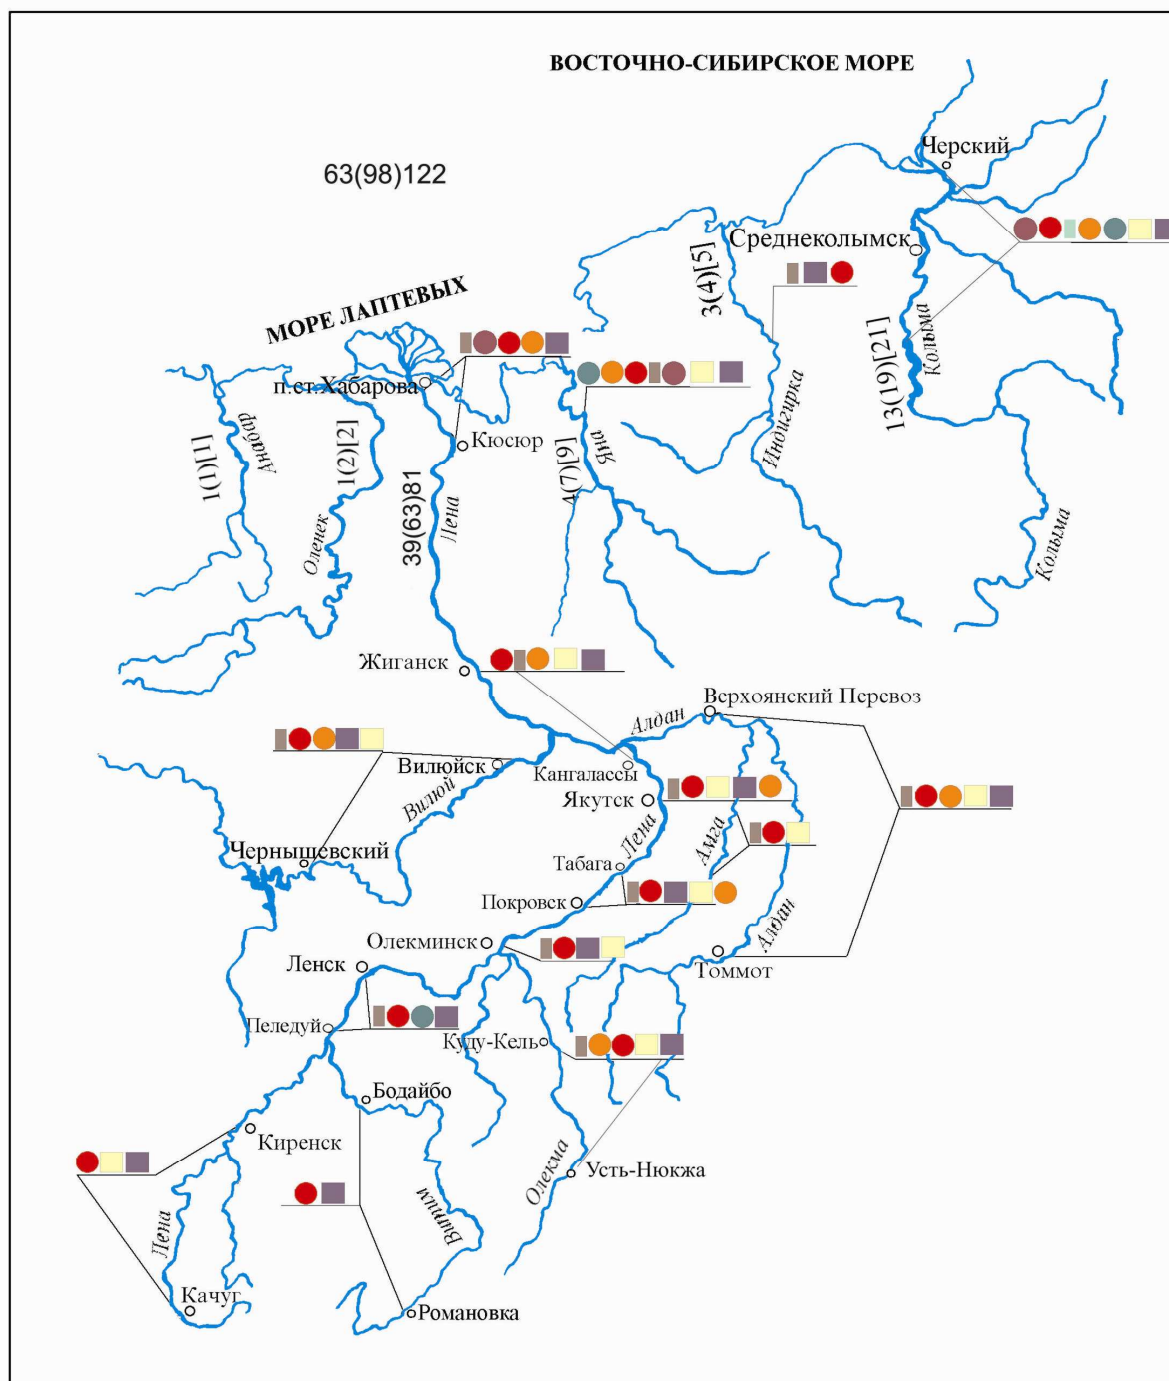 ВОСТОЧНО-СИБИРСКОЕ МОРЕ
Черский
63(98)122
Среднеколымск
3(4)[5]
МОРЕ ЛАПТЕВЫХ
п.ст.Хабарова
Кюсюр
Анабар
1(1)[1]
1(2)[2]
Оленек
39(63)81
Лена
4(7)[9]
Яна
Индигирка
13(19)[21]
Колыма
Колыма
Жиганск
Верхоянский Перевоз
Алдан
Вилюйск
Кангалассы
Вилюй
Якутск
Лена
Амга
Чернышевский
Табага
Покровск
Алдан
Олекминск
Томмот
Ленск
Пеледуй
Куду-Кель
Бодайбо
Киренск
Олекма
Усть-Нюкжа
Лена
Витим
Качуг
Романовка